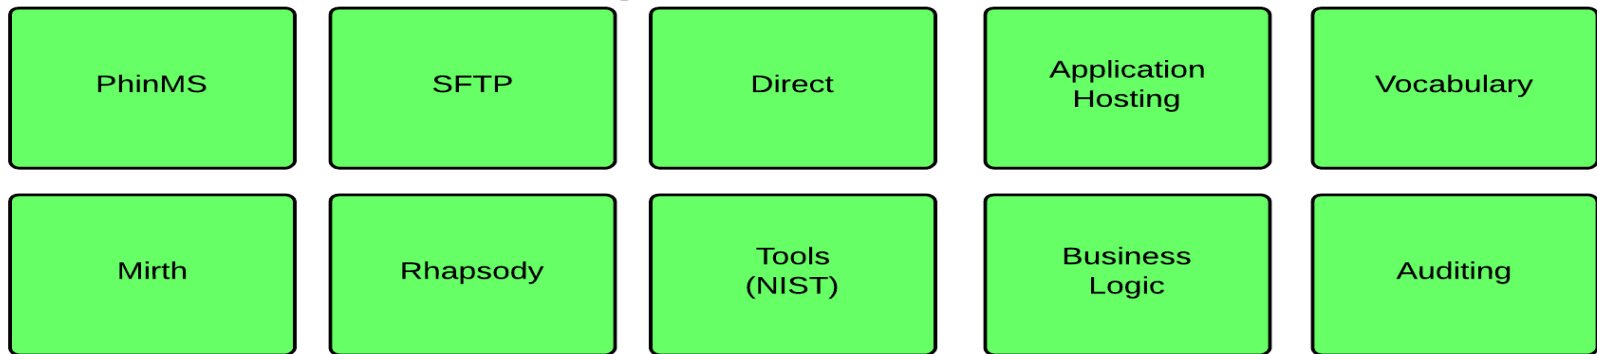 PhinMS
SFTP
Direct
Application
Hosting
Vocabulary
Mirth
Rhapsody
Tools
(NIST)
Business
Logic
Auditing